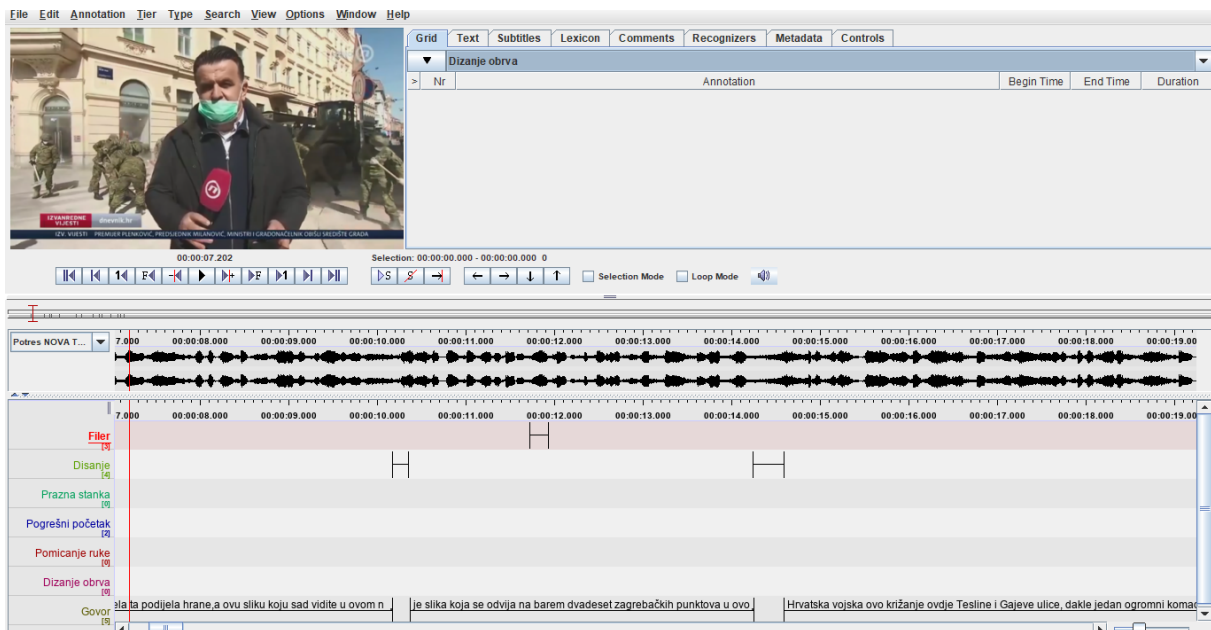 File Edit Annotation Tier Type Search View Options Window Help
Grid Text Subtitles Lexicon Comments Recognizers Metadata Controls
Dizanje obrva
> Nr Annotation Begin Time End Time Duration
IZVANREDNE
VIJESTI dnevnik.hr
IZV. VIJESTI PREMIJER PLENKOVIĆ, PREDSJEDNIK MILANOVIĆ, MINISTRI I GRADONAČELNIK OBIŠLI SREDIŠTE GRADA
00:00:07.202 Selection: 00:00:00.000 - 00:00:00.000 0
1 F + F 1 S S Selection Mode Loop Mode
Potres NOVA T...
7.000 00:00:08.000 00:00:09.000 00:00:10.000 00:00:11.000 00:00:12.000 00:00:13.000 00:00:14.000 00:00:15.000 00:00:16.000 00:00:17.000 00:00:18.000 00:00:19.00
7.000 00:00:08.000 00:00:09.000 00:00:10.000 00:00:11.000 00:00:12.000 00:00:13.000 00:00:14.000 00:00:15.000 00:00:16.000 00:00:17.000 00:00:18.000 00:00:19.00
Filer
[3]
Disanje
[4]
Prazna stanka
[0]
Pogrešni početak
[2]
Pomicanje ruke
[0]
Dizanje obrva
[0]
Govor
[5]
ela ta podijela hrane,a ovu sliku koju sad vidite u ovom n
je slika koja se odvija na barem dvadeset zagrebačkih punktova u ovo
Hrvatska vojska ovo križanje ovdje Tesline i Gajeve ulice, dakle jedan ogromni komad